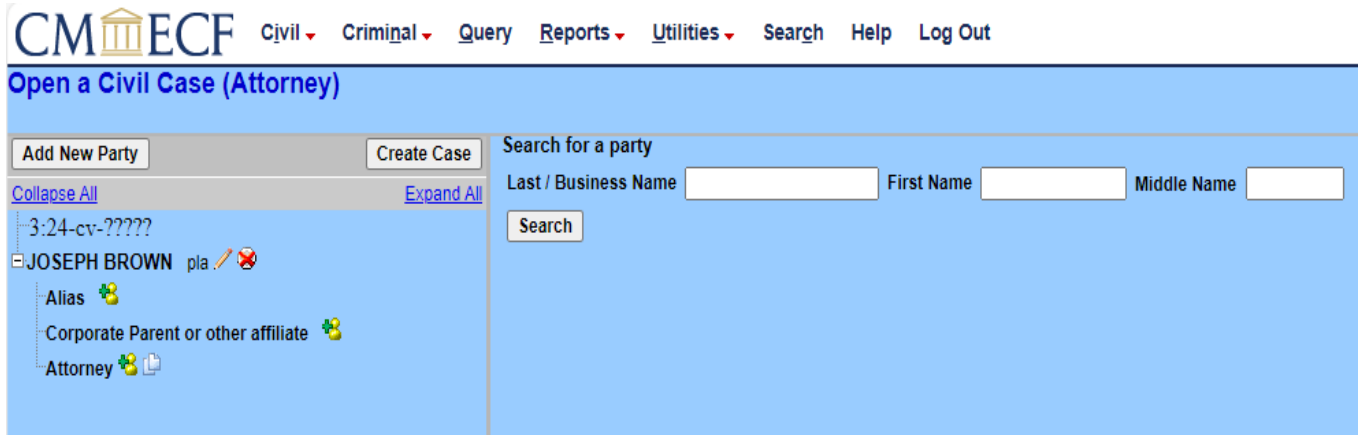 CM ECF Civil Criminal Query Reports Utilities Search Help Log Out
Open a Civil Case (Attorney)
Add New Party Create Case
Collapse All Expand All
3:24-cv-?????
JOSEPH BROWN pla
Alias
Corporate Parent or other affiliate
Attorney
Search for a party
Last / Business Name First Name Middle Name
Search